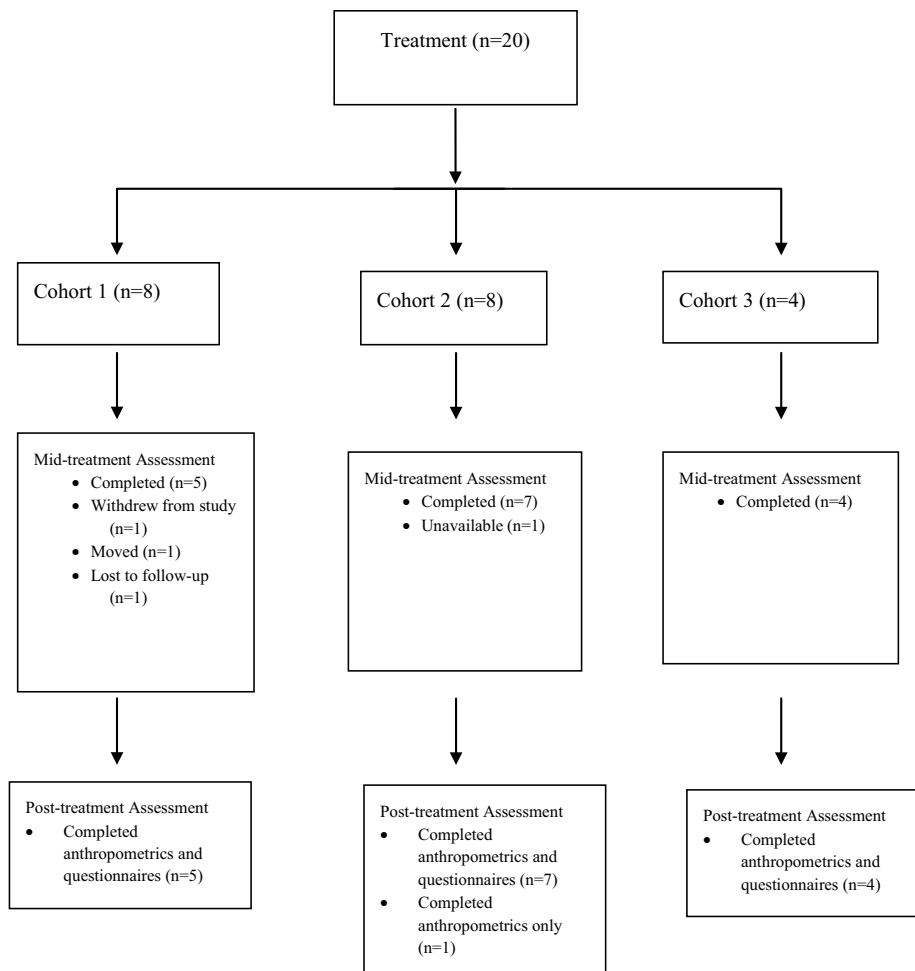 Treatment (n=20)
Cohort 1 (n=8)
Cohort 2 (n=8)
Cohort 3 (n=4)
Mid-treatment Assessment
• Completed (n=5)
• Withdrew from study
(n=1)
• Moved (n=1)
• Lost to follow-up
(n=1)
Mid-treatment Assessment
• Completed (n=7)
• Unavailable (n=1)
Mid-treatment Assessment
• Completed (n=4)
Post-treatment Assessment
• Completed
anthropometrics and
questionnaires (n=5)
Post-treatment Assessment
• Completed
anthropometrics and
questionnaires (n=7)
• Completed
anthropometrics only
(n=1)
Post-treatment Assessment
• Completed
anthropometrics and
questionnaires (n=4)